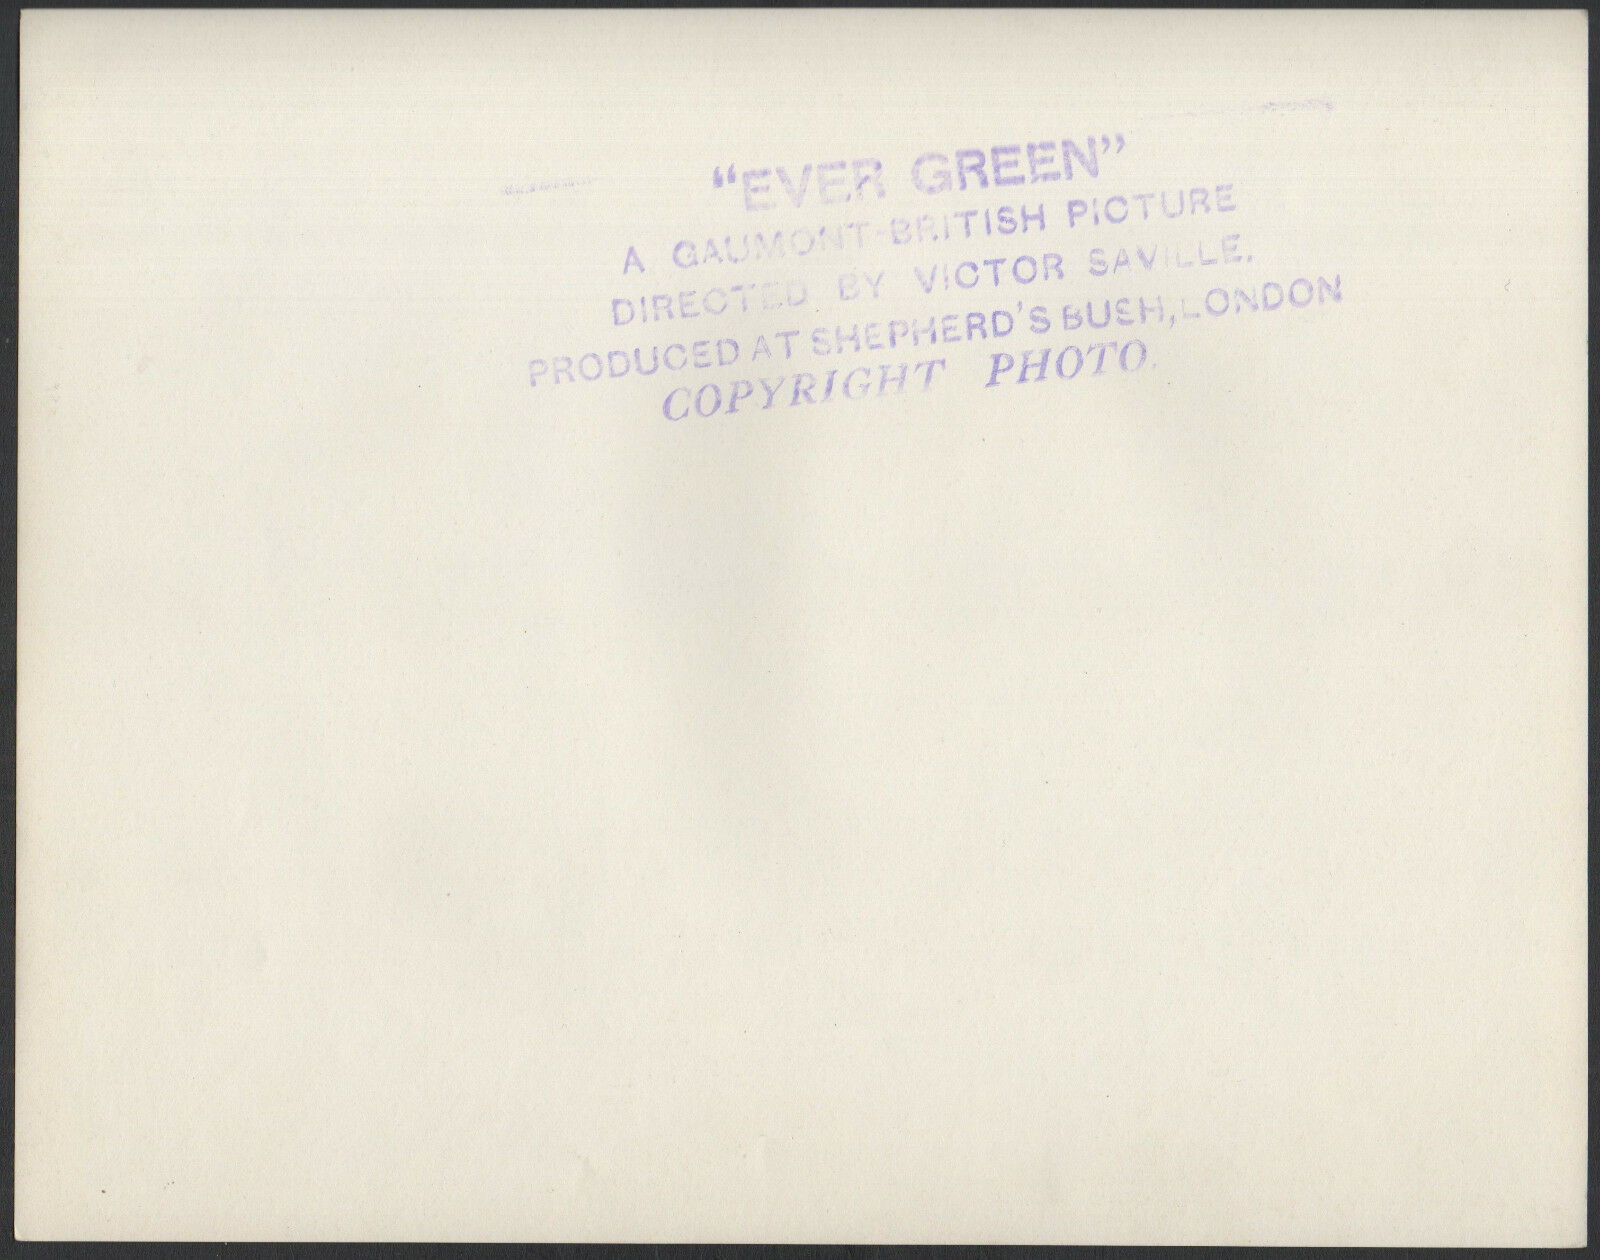 “EVER GREEN”
A GAUMONT-BRITISH PICTURE
DIRECTED BY VICTOR SAVILLE.
PRODUCED AT SHEPHERD'S BUSH, LONDON
COPYRIGHT PHOTO.